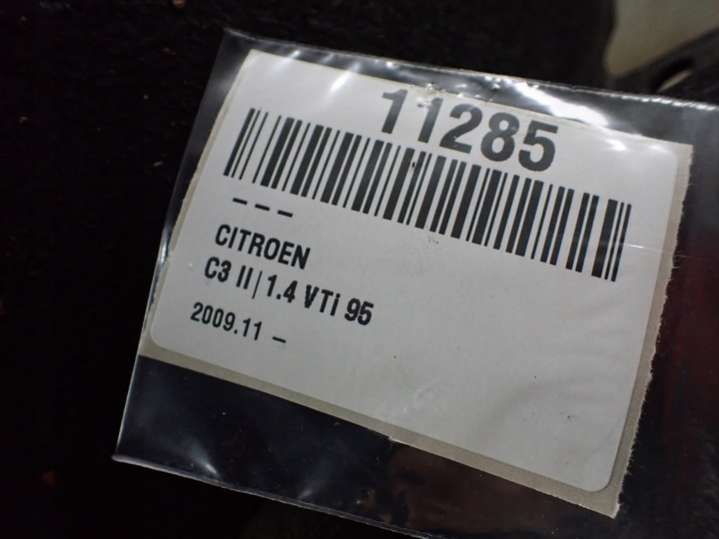 11285
---
CITROEN
C3 II|1.4 VTi 95
2009.11 -